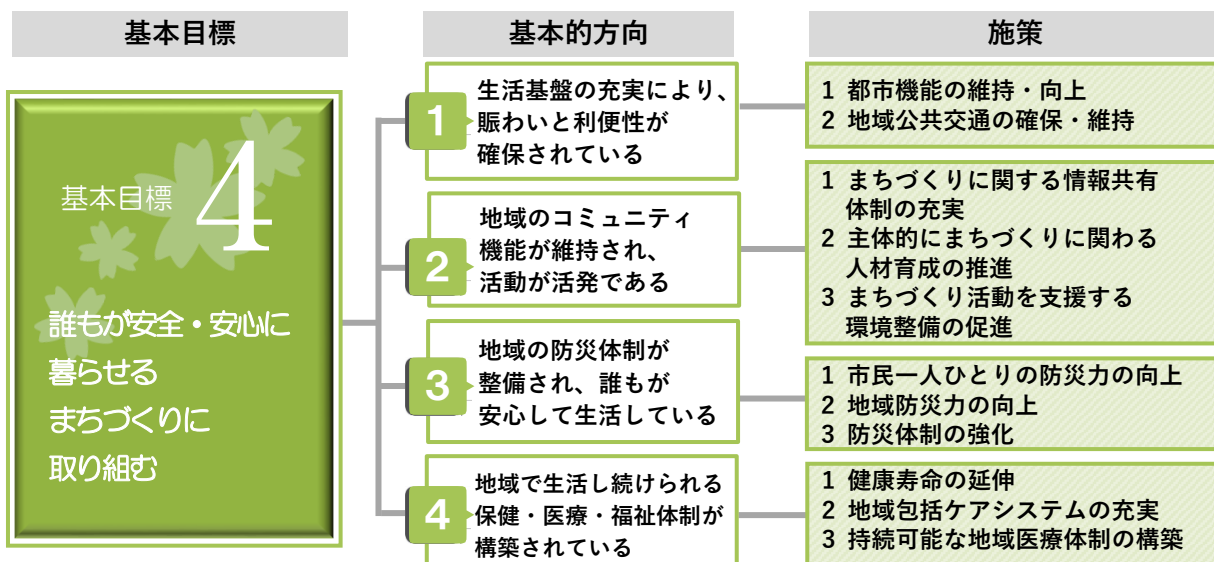 基本目標
基本的方向
施策
基本目標 4
誰もが安全・安心に
暮らせる
まちづくりに
取り組む
1
生活基盤の充実により、
賑わいと利便性が
確保されている
1 都市機能の維持・向上
2 地域公共交通の確保・維持
2
地域のコミュニティ
機能が維持され、
活動が活発である
1 まちづくりに関する情報共有
体制の充実
2 主体的にまちづくりに関わる
人材育成の推進
3 まちづくり活動を支援する
環境整備の促進
3
地域の防災体制が
整備され、誰もが
安心して生活している
1 市民一人ひとりの防災力の向上
2 地域防災力の向上
3 防災体制の強化
4
地域で生活し続けられる
保健・医療・福祉体制が
構築されている
1 健康寿命の延伸
2 地域包括ケアシステムの充実
3 持続可能な地域医療体制の構築